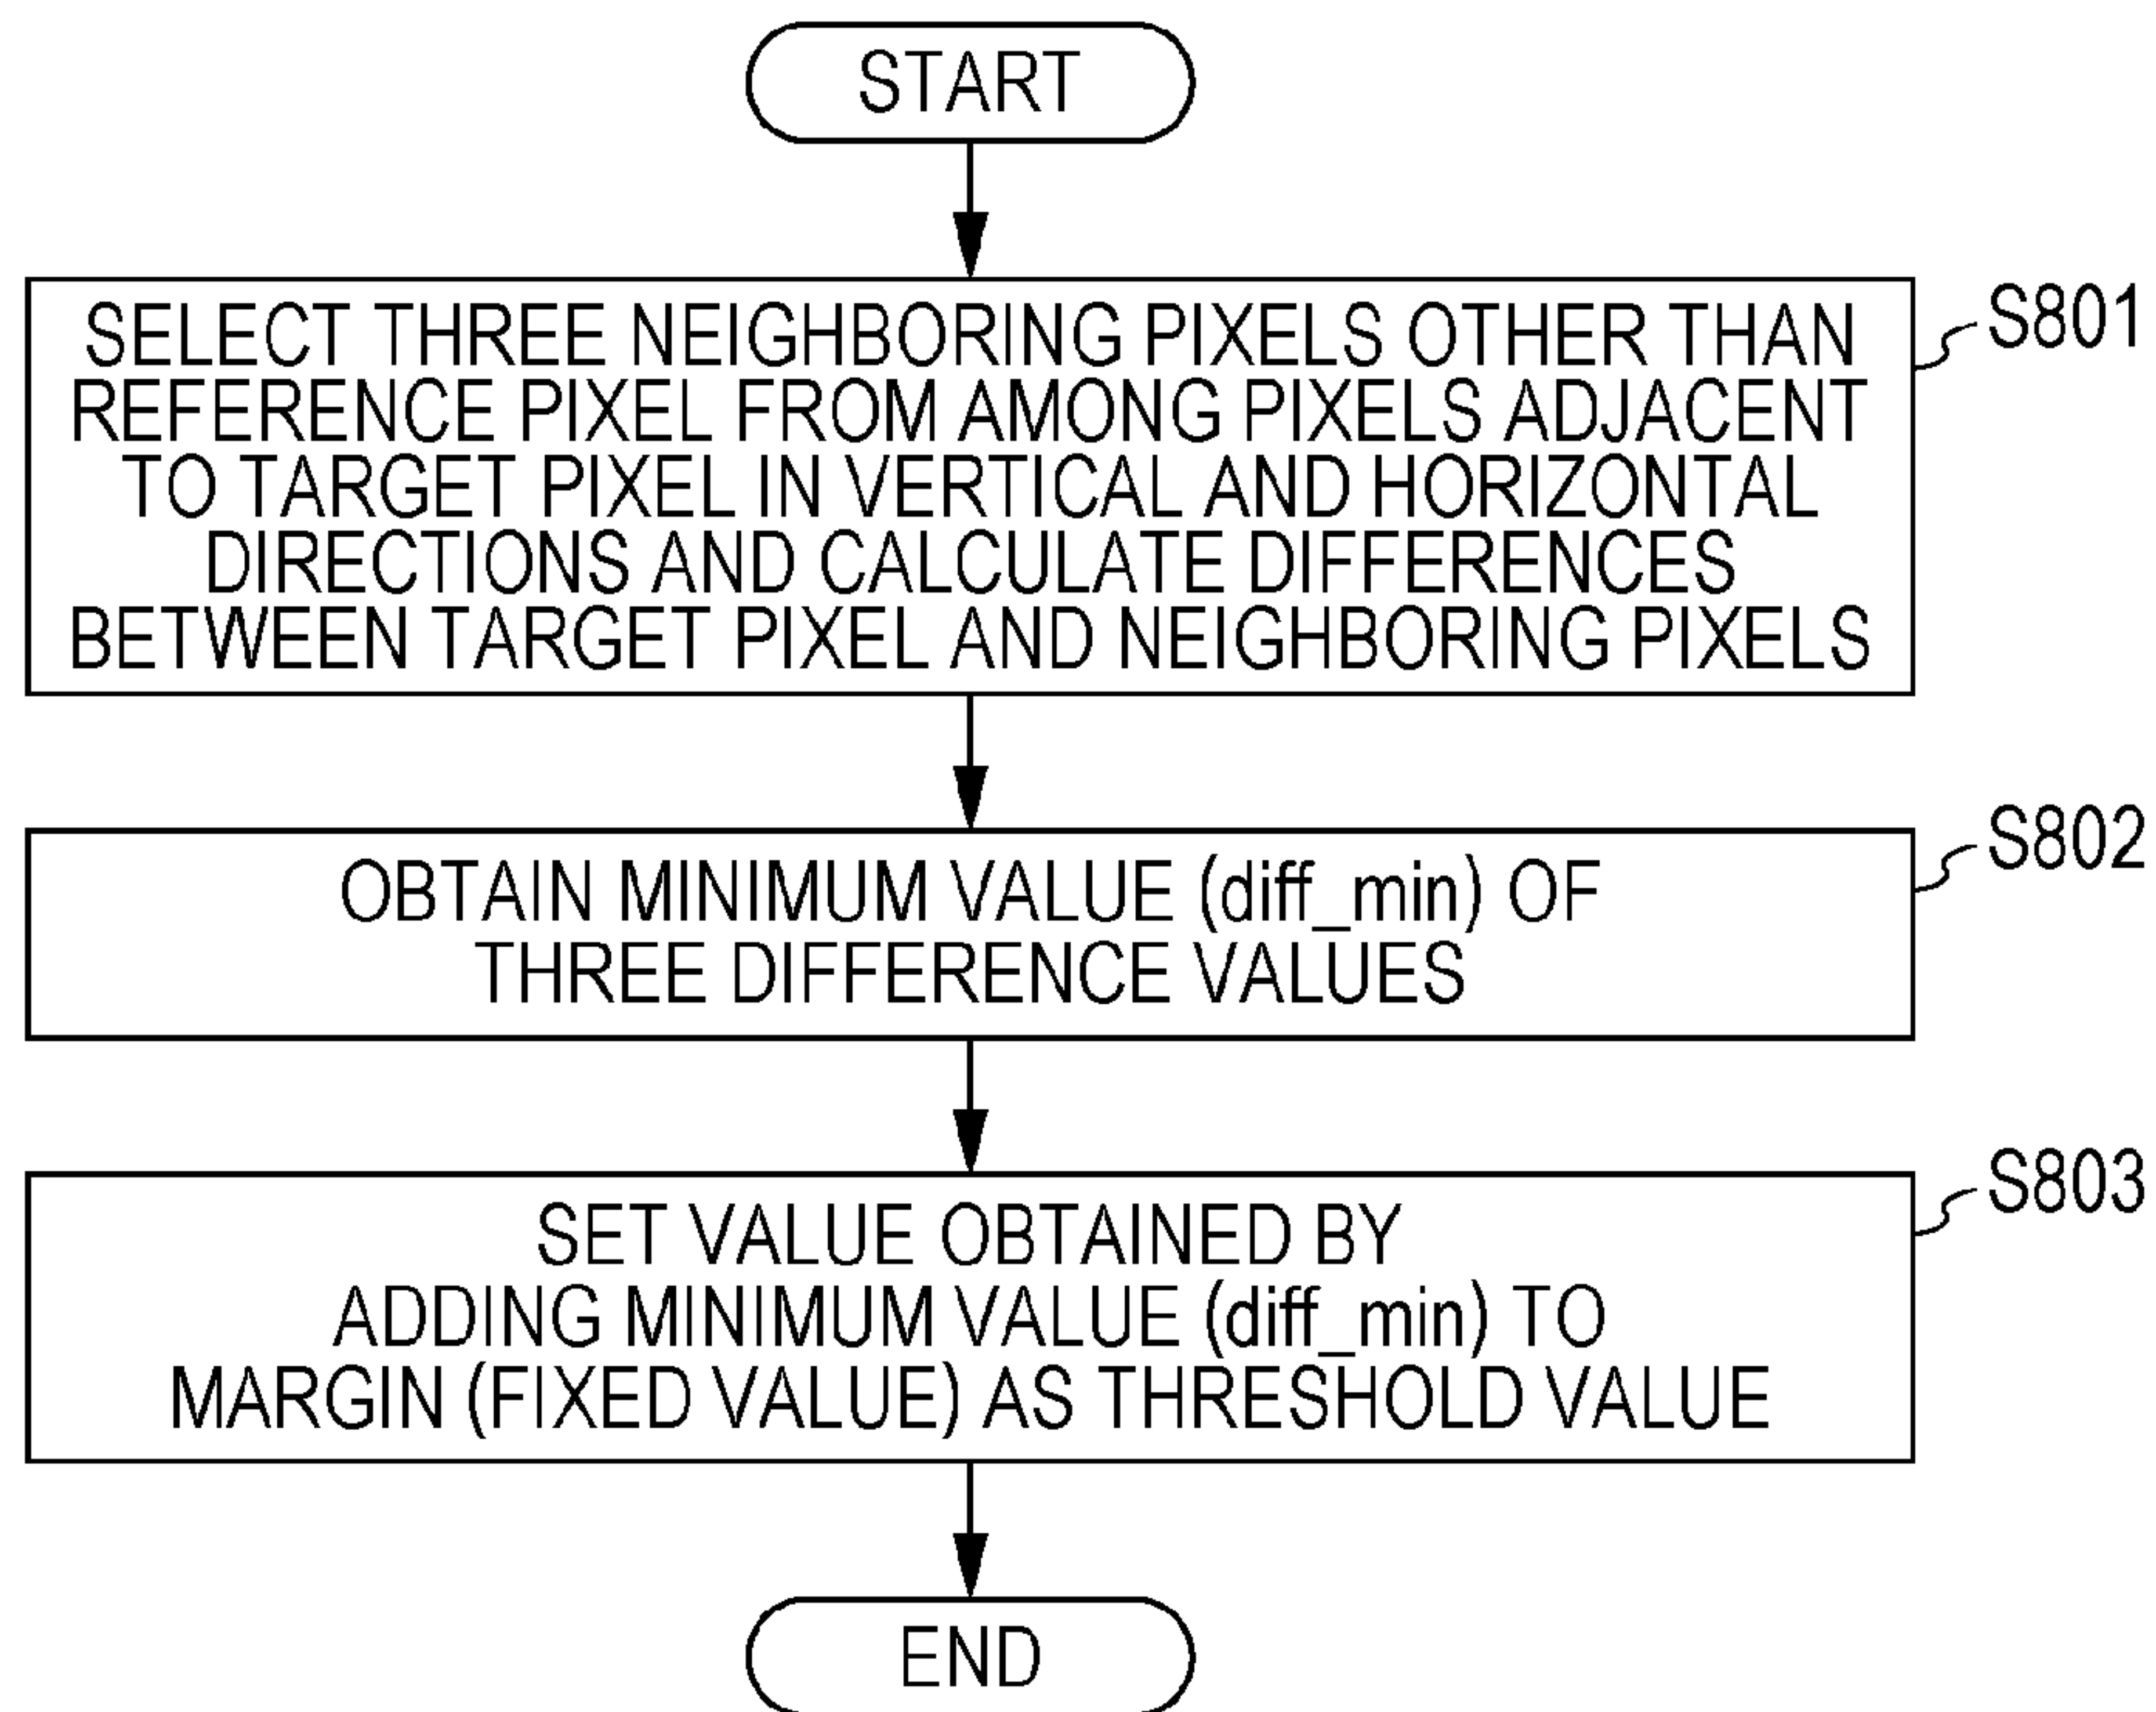 START
SELECT THREE NEIGHBORING PIXELS OTHER THAN
REFERENCE PIXEL FROM AMONG PIXELS ADJACENT
TO TARGET PIXEL IN VERTICAL AND HORIZONTAL
DIRECTIONS AND CALCULATE DIFFERENCES
BETWEEN TARGET PIXEL AND NEIGHBORING PIXELS
S801
OBTAIN MINIMUM VALUE (diff_min) OF
THREE DIFFERENCE VALUES
S802
SET VALUE OBTAINED BY
ADDING MINIMUM VALUE (diff_min) TO
MARGIN (FIXED VALUE) AS THRESHOLD VALUE
S803
END